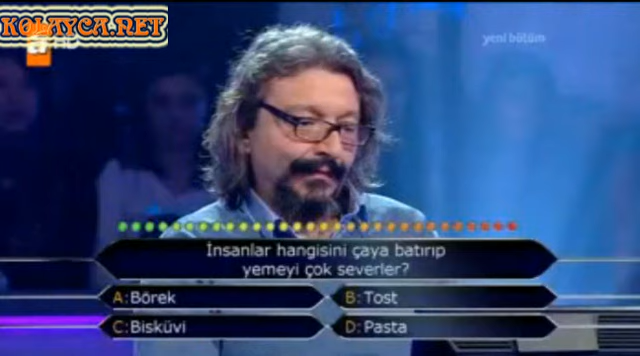 KOLAYCA.NET
a
yeni bölüm
İnsanlar hangisini çaya batırıp
yemeyi çok severler?
A: Börek
B: Tost
C: Bisküvi
D: Pasta